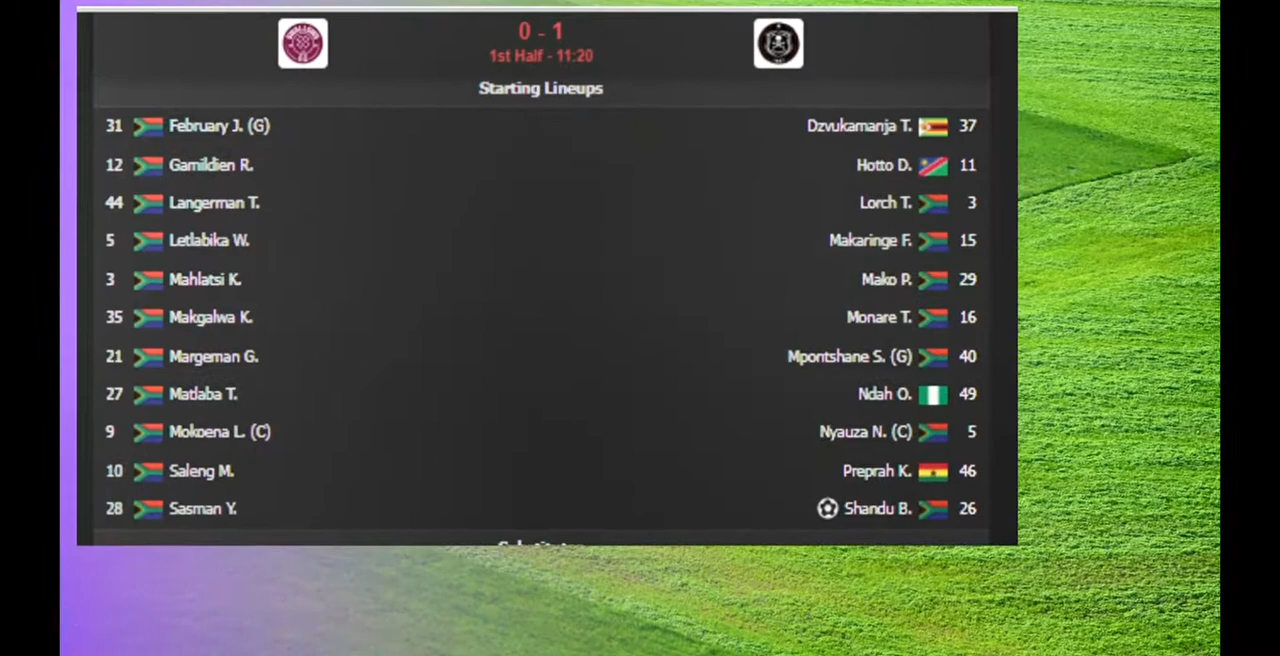 0 - 1
1st Half - 11:20
Starting Lineups
31 February J. (G) Dzvukamanja T. 37
12 Gamildien R. Hotto D. 11
44 Langerman T. Lorch T. 3
5 Letlabika W. Makaringe F. 15
3 Mahlatsi K. Mako P. 29
35 Makgalwa K. Monare T. 16
21 Margeman G. Mpontshane S. (G) 40
27 Matlaba T. Ndah O. 49
9 Mokoena L. (C) Nyauza N. (C) 5
10 Saleng M. Preprah K. 46
28 Sasman Y. Shandu B. 26